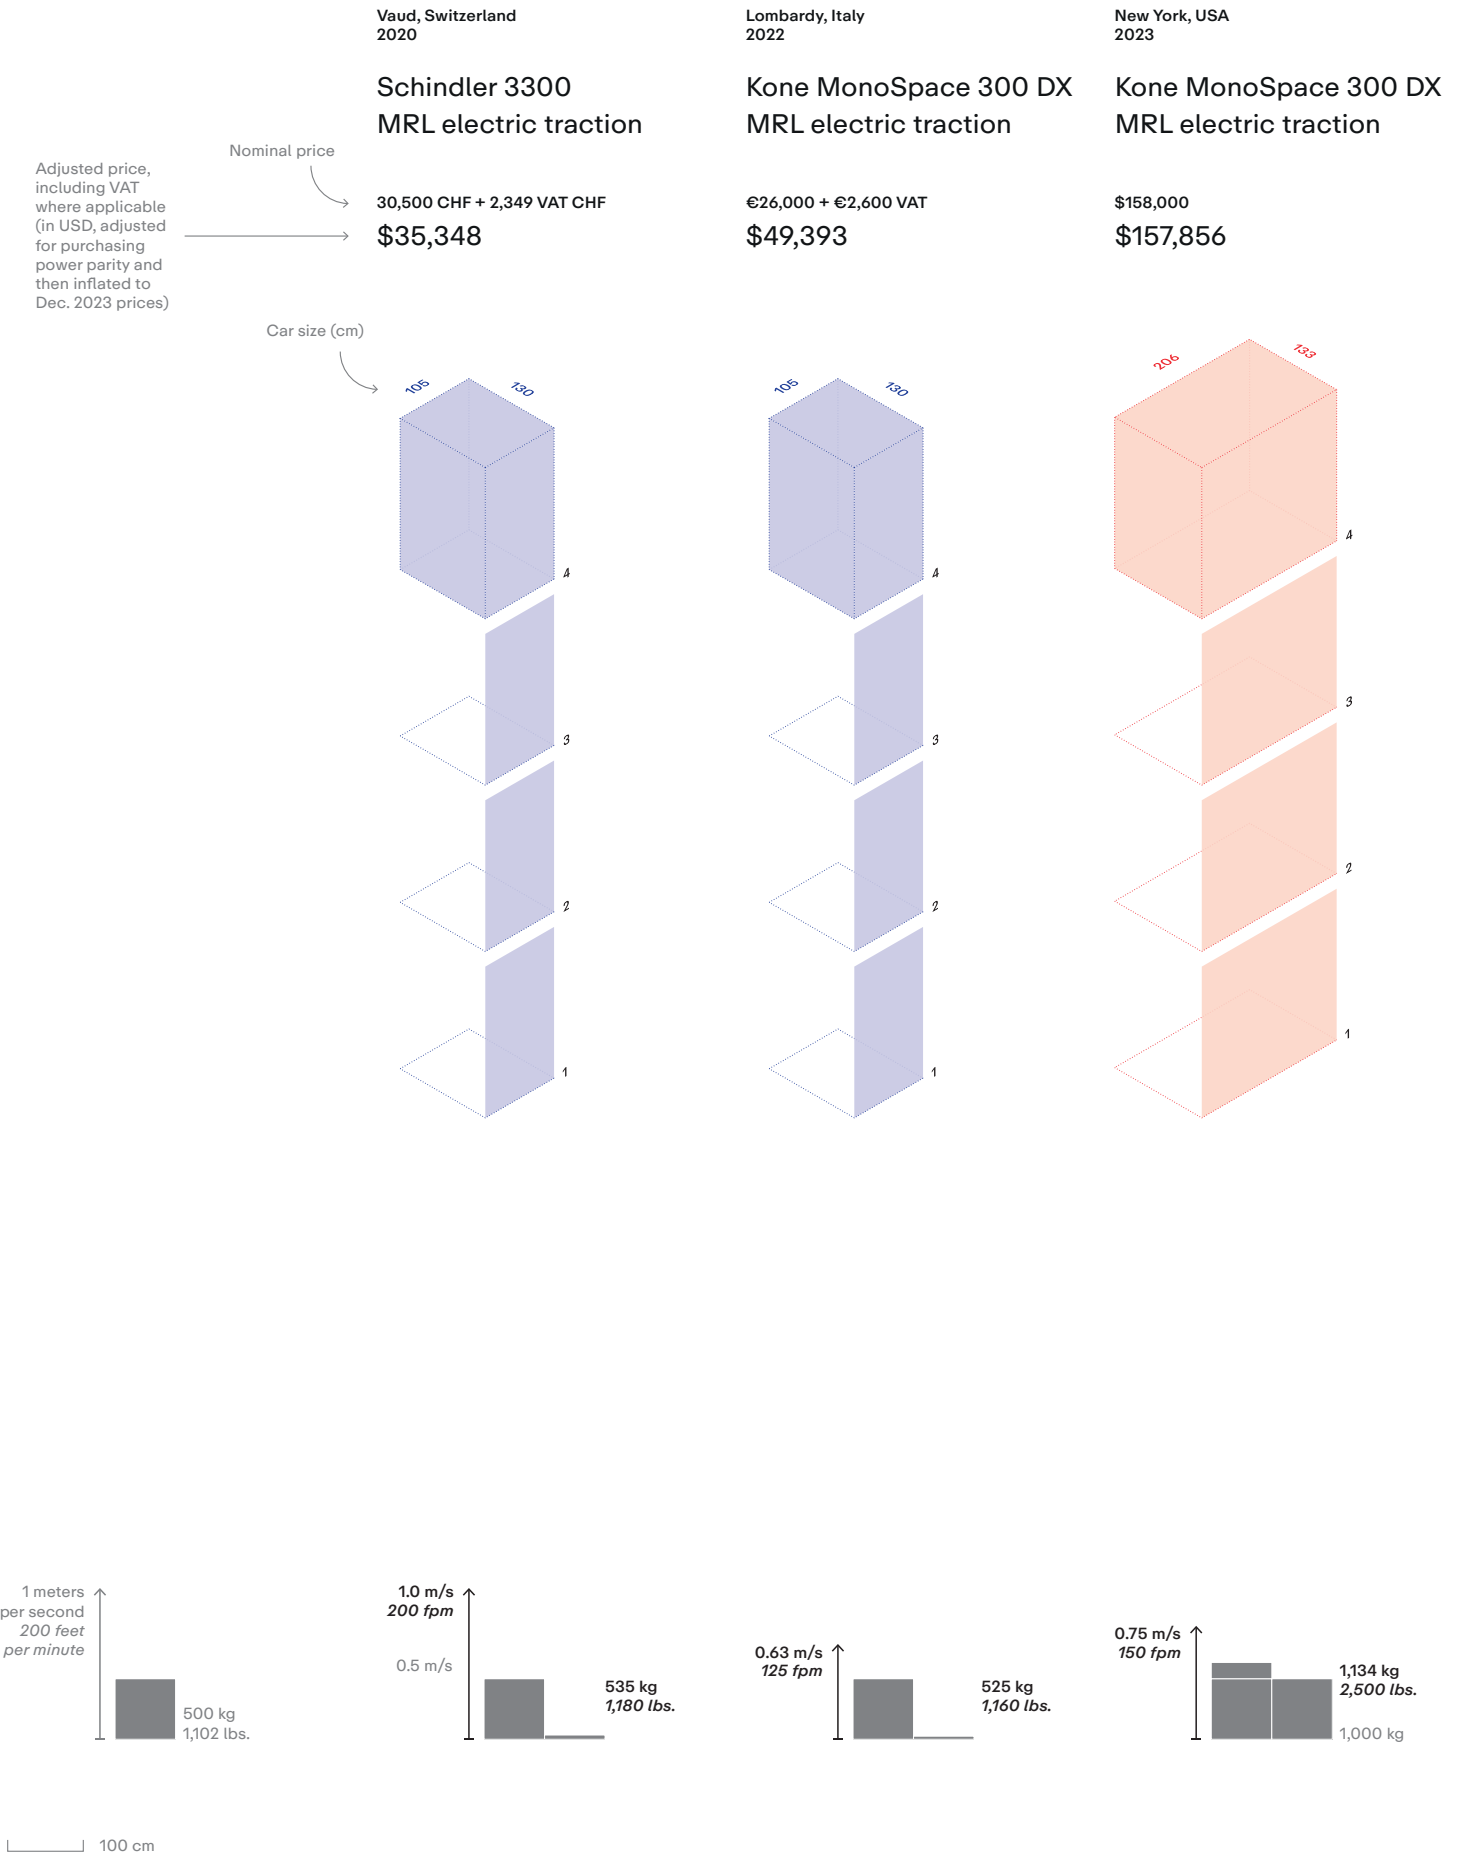 Vaud, Switzerland
2020
Schindler 3300
MRL electric traction
Lombardy, Italy
2022
Kone MonoSpace 300 DX
MRL electric traction
New York, USA
2023
Kone MonoSpace 300 DX
MRL electric traction
Nominal price
Adjusted price,
including VAT
where applicable
(in USD, adjusted
for purchasing
power parity and
then inflated to
Dec. 2023 prices)
30,500 CHF + 2,349 VAT CHF
$35,348
€26,000 + €2,600 VAT
$49,393
$158,000
$157,856
Car size (cm)
105
130
4
3
2
1
105
130
4
3
2
1
206
133
4
3
2
1
1 meters
per second
200 feet
per minute
500 kg
1,102 lbs.
1.0 m/s
200 fpm
0.5 m/s
535 kg
1,180 lbs.
0.63 m/s
125 fpm
525 kg
1,160 lbs.
0.75 m/s
150 fpm
1,134 kg
2,500 lbs.
1,000 kg
100 cm